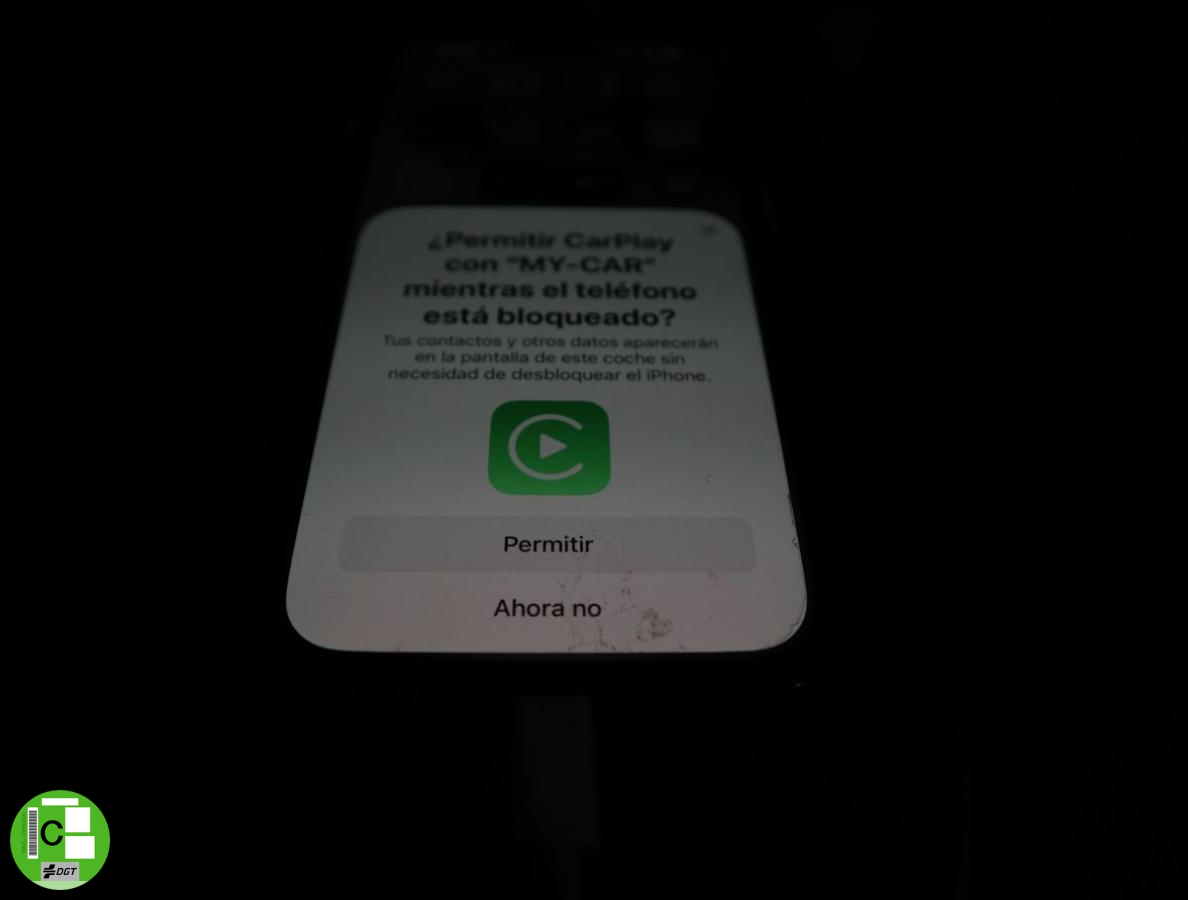 ¿Permitir CarPlay
con "MY-CAR"
mientras el teléfono
está bloqueado?
Tus contactos y otros datos aparecerán
en la pantalla de este coche sin
necesidad de desbloquear el iPhone.
Permitir
Ahora no
C
DGT